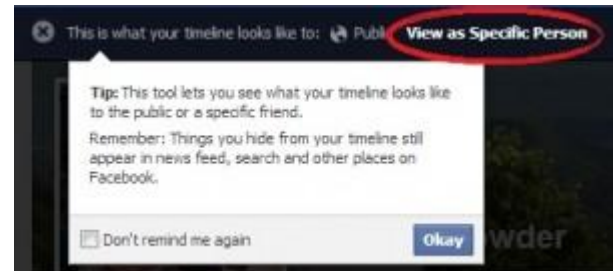 This is what your timeline looks like to: Publ View as Specific Person
Tip: This tool lets you see what your timeline looks like
to the public or a specific friend.
Remember: Things you hide from your timeline still
appear in news feed, search and other places on
Facebook.
Don't remind me again Okay
wder